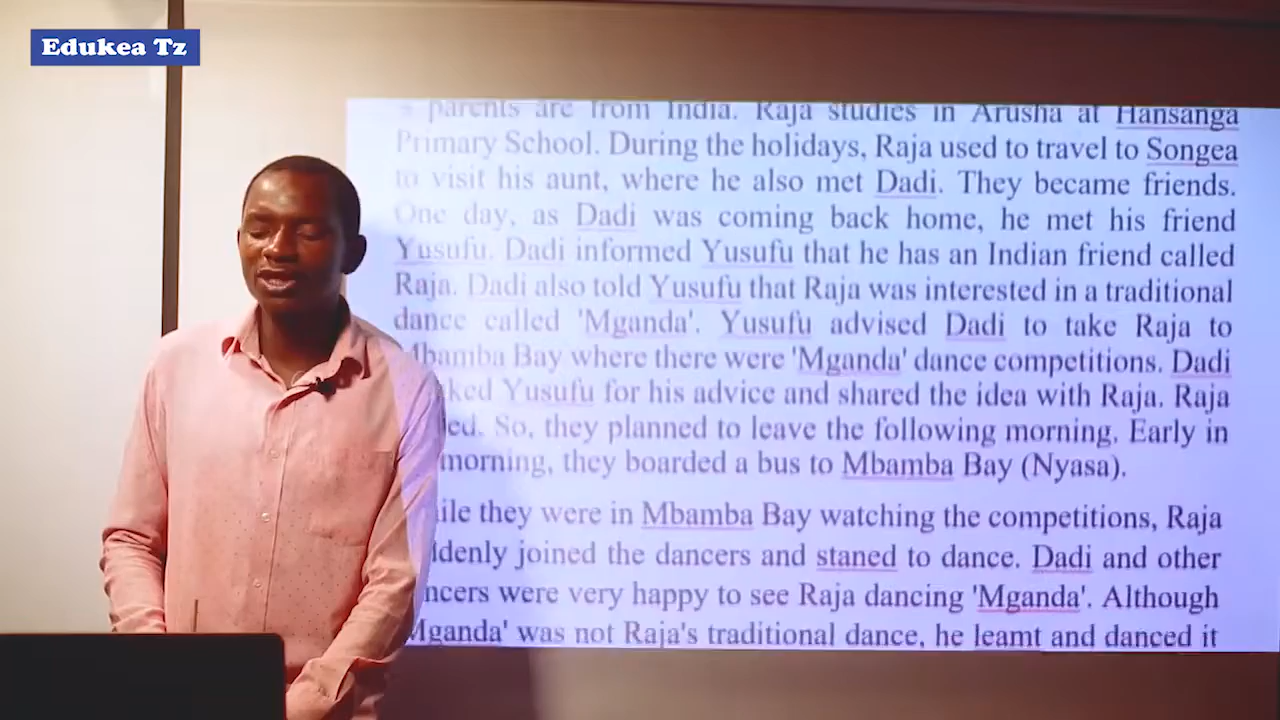 Edukea Tz
parents are from India. Raja studies in Arusha at Hansanga
Primary School. During the holidays, Raja used to travel to Songea
to visit his aunt, where he also met Dadi. They became friends.
One day, as Dadi was coming back home, he met his friend
Yusufu. Dadi informed Yusufu that he has an Indian friend called
Raja. Dadi also told Yusufu that Raja was interested in a traditional
dance called 'Mganda'. Yusufu advised Dadi to take Raja to
Mbamba Bay where there were 'Mganda' dance competitions. Dadi
ked Yusufu for his advice and shared the idea with Raja. Raja
ed. So, they planned to leave the following morning. Early in
morning, they boarded a bus to Mbamba Bay (Nyasa).
ile they were in Mbamba Bay watching the competitions, Raja
ddenly joined the dancers and staned to dance. Dadi and other
ncers were very happy to see Raja dancing 'Mganda'. Although
Mganda' was not Raja's traditional dance, he leamt and danced it